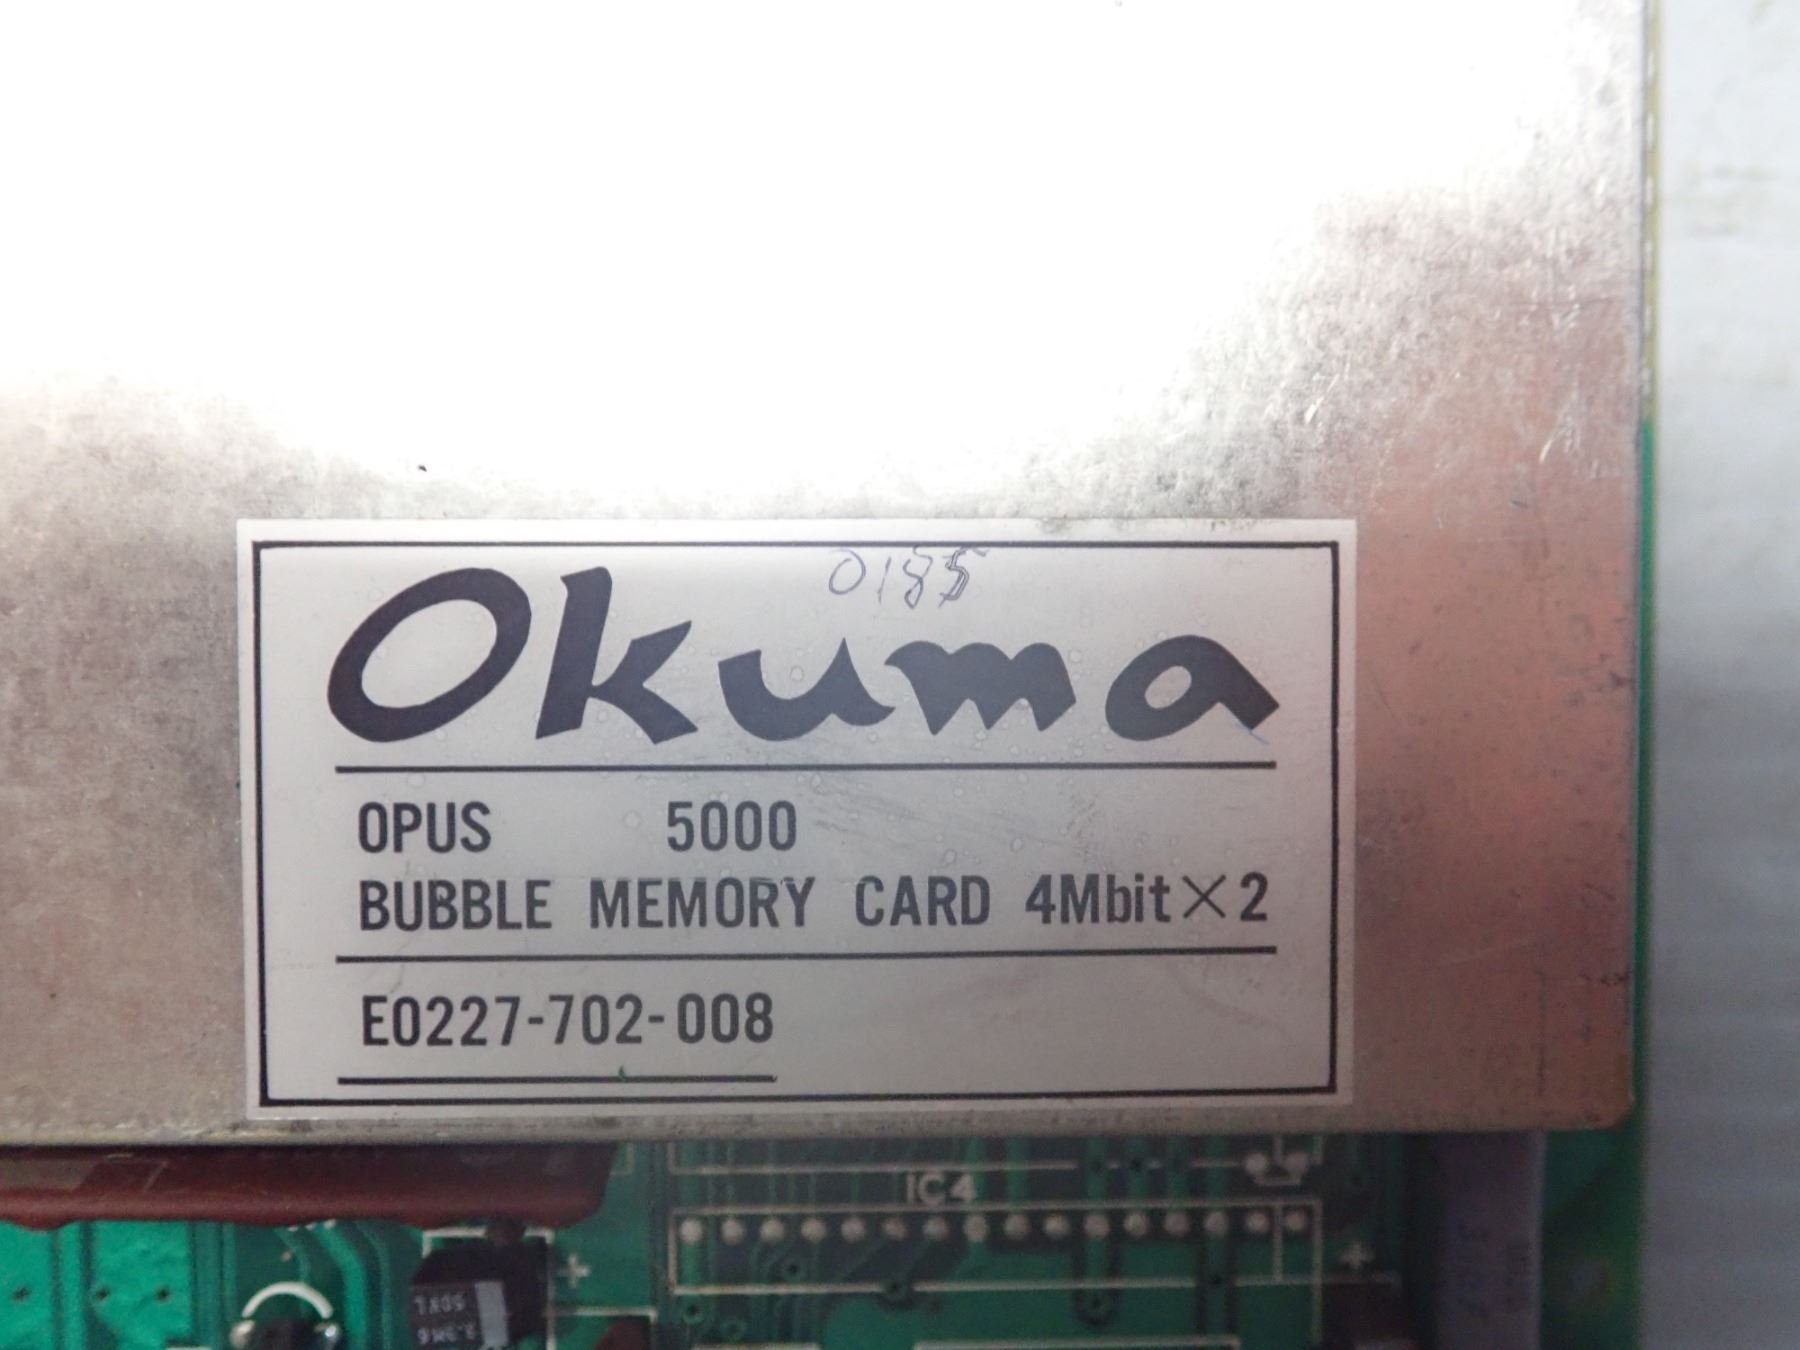 0185
Okuma
OPUS 5000
BUBBLE MEMORY CARD 4Mbit×2
E0227-702-008
IC4
+
+